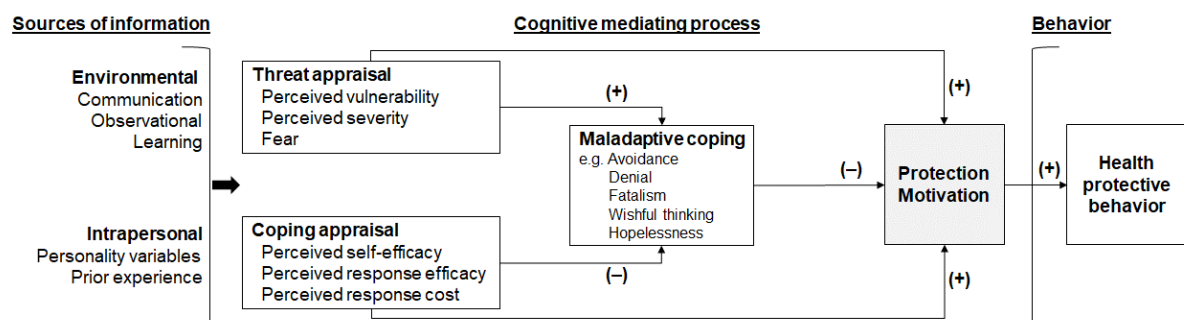 Sources of information
Cognitive mediating process
Behavior
Environmental
Communication
Observational
Learning
Intrapersonal
Personality variables
Prior experience
Threat appraisal
Perceived vulnerability
Perceived severity
Fear
Coping appraisal
Perceived self-efficacy
Perceived response efficacy
Perceived response cost
(+)
(–)
Maladaptive coping
e.g. Avoidance
Denial
Fatalism
Wishful thinking
Hopelessness
(–)
(+)
(+)
Protection
Motivation
(+)
Health
protective
behavior